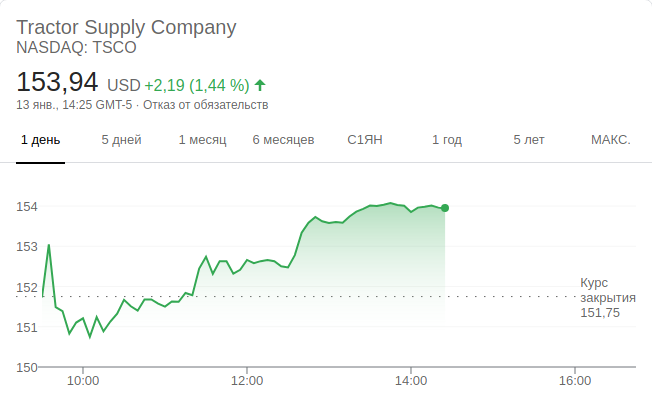 Tractor Supply Company
NASDAQ: TSCO
153,94 USD +2,19 (1,44 %)
13 янв., 14:25 GMT-5 · Отказ от обязательств
1 день 5 дней 1 месяц 6 месяцев С1ЯН 1 год 5 лет МАКС.
154
153
152
Курс
закрытия
151,75
151
150
10:00 12:00 14:00 16:00